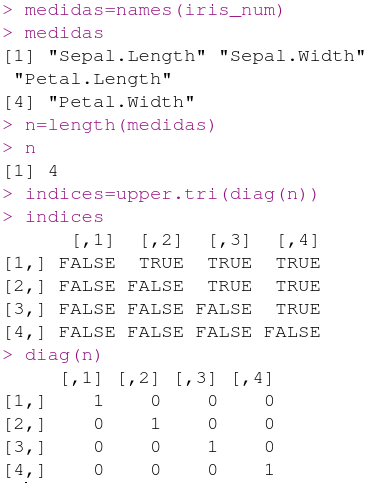 > medidas=names(iris_num)
> medidas
[1] "Sepal.Length" "Sepal.Width"
 "Petal.Length"
[4] "Petal.Width"
> n=length(medidas)
> n
[1] 4
> indices=upper.tri(diag(n))
> indices
      [,1]  [,2]  [,3]  [,4]
[1,] FALSE  TRUE  TRUE  TRUE
[2,] FALSE FALSE  TRUE  TRUE
[3,] FALSE FALSE FALSE  TRUE
[4,] FALSE FALSE FALSE FALSE
> diag(n)
     [,1] [,2] [,3] [,4]
[1,]    1    0    0    0
[2,]    0    1    0    0
[3,]    0    0    1    0
[4,]    0    0    0    1